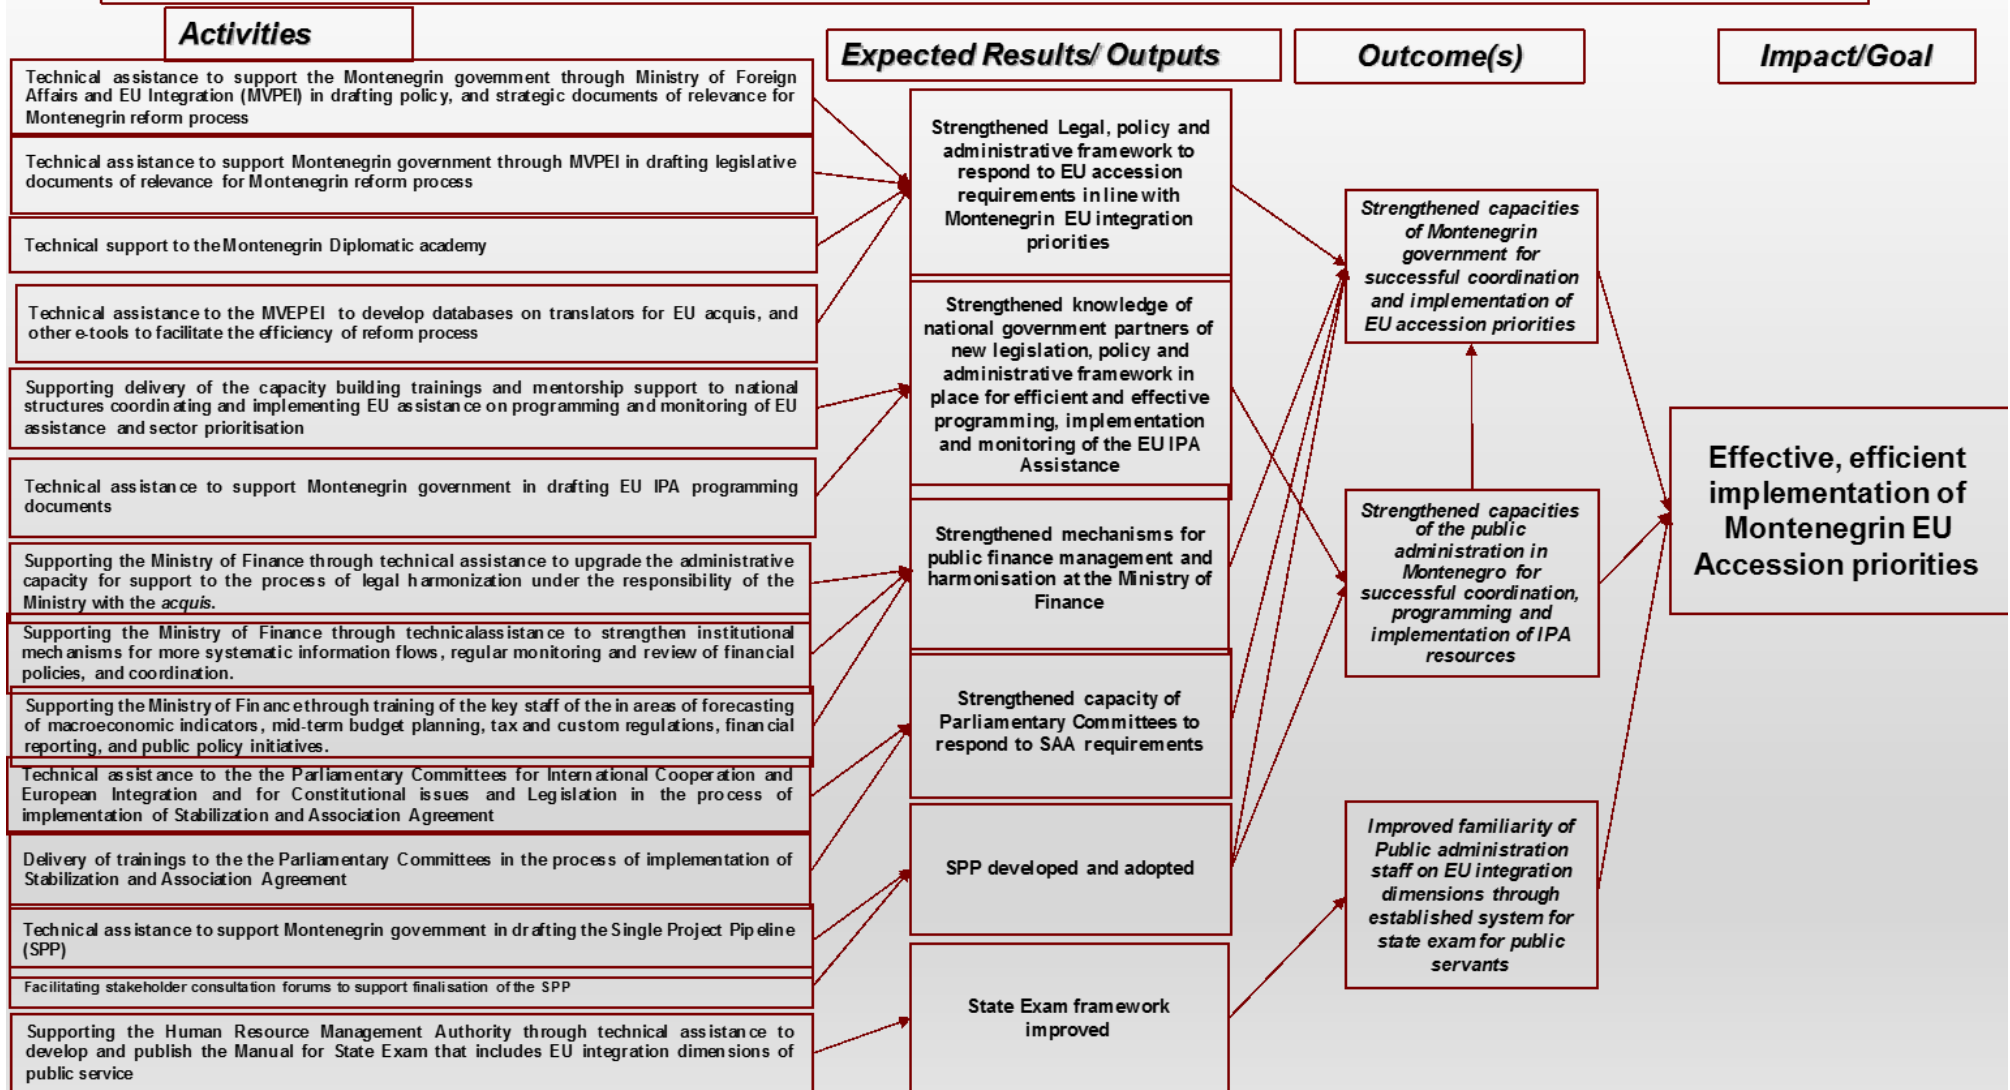 Activities
Technical assistance to support the Montenegrin government through Ministry of Foreign
Affairs and EU Integration (MVPEI) in drafting policy, and strategic documents of relevance for
Montenegrin reform process
Technical assistance to support Montenegrin government through MVPEI in drafting legislative
documents of relevance for Montenegrin reform process
Technical support to the Montenegrin Diplomatic academy
Technical assistance to the MVEPEI to develop databases on translators for EU acquis, and
other e-tools to facilitate the efficiency of reform process
Supporting delivery of the capacity building trainings and mentorship support to national
structures coordinating and implementing EU assistance on programming and monitoring of EU
assistance and sector prioritisation
Technical assistance to support Montenegrin government in drafting EU IPA programming
documents
Supporting the Ministry of Finance through technical assistance to upgrade the administrative
capacity for support to the process of legal harmonization under the responsibility of the
Ministry with the acquis.
Supporting the Ministry of Finance through technicalassistance to strengthen institutional
mechanisms for more systematic information flows, regular monitoring and review of financial
policies, and coordination.
Supporting the Ministry of Finance through training of the key staff of the in areas of forecasting
of macroeconomic indicators, mid-term budget planning, tax and custom regulations, financial
reporting, and public policy initiatives.
Technical assistance to the the Parliamentary Committees for International Cooperation and
European Integration and for Constitutional issues and Legislation in the process of
implementation of Stabilization and Association Agreement
Delivery of trainings to the the Parliamentary Committees in the process of implementation of
Stabilization and Association Agreement
Technical assistance to support Montenegrin government in drafting the Single Project Pipeline
(SPP)
Facilitating stakeholder consultation forums to support finalisation of the SPP
Supporting the Human Resource Management Authority through technical assistance to
develop and publish the Manual for State Exam that includes EU integration dimensions of
public service
Expected Results/ Outputs
Strengthened Legal, policy and
administrative framework to
respond to EU accession
requirements in line with
Montenegrin EU integration
priorities
Strengthened knowledge of
national government partners of
new legislation, policy and
administrative framework in
place for efficient and effective
programming, implementation
and monitoring of the EU IPA
Assistance
Strengthened mechanisms for
public finance management and
harmonisation at the Ministry of
Finance
Strengthened capacity of
Parliamentary Committees to
respond to SAA requirements
SPP developed and adopted
State Exam framework
improved
Outcome(s)
Strengthened capacities
of Montenegrin
government for
successful coordination
and implementation of
EU accession priorities
Strengthened capacities
of the public
administration in
Montenegro for
successful coordination,
programming and
implementation of IPA
resources
Improved familiarity of
Public administration
staff on EU integration
dimensions through
established system for
state exam for public
servants
Impact/Goal
Effective, efficient
implementation of
Montenegrin EU
Accession priorities